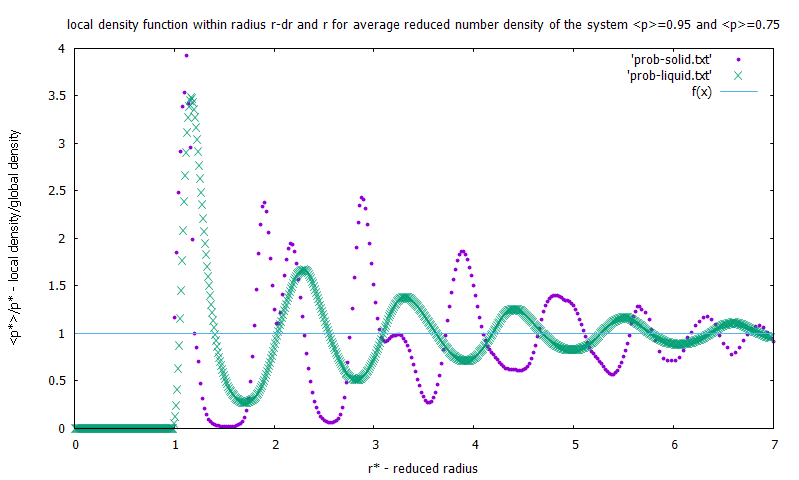 local density function within radius r-dr and r for average reduced number density of the system <p>=0.95 and <p>=0.75
'prob-solid.txt'
'prob-liquid.txt'
f(x)
<p*>/ρ* - local density/global density
4
3.5
3
2.5
2
1.5
1
0.5
0
0 1 2 3 4 5 6 7
r* - reduced radius